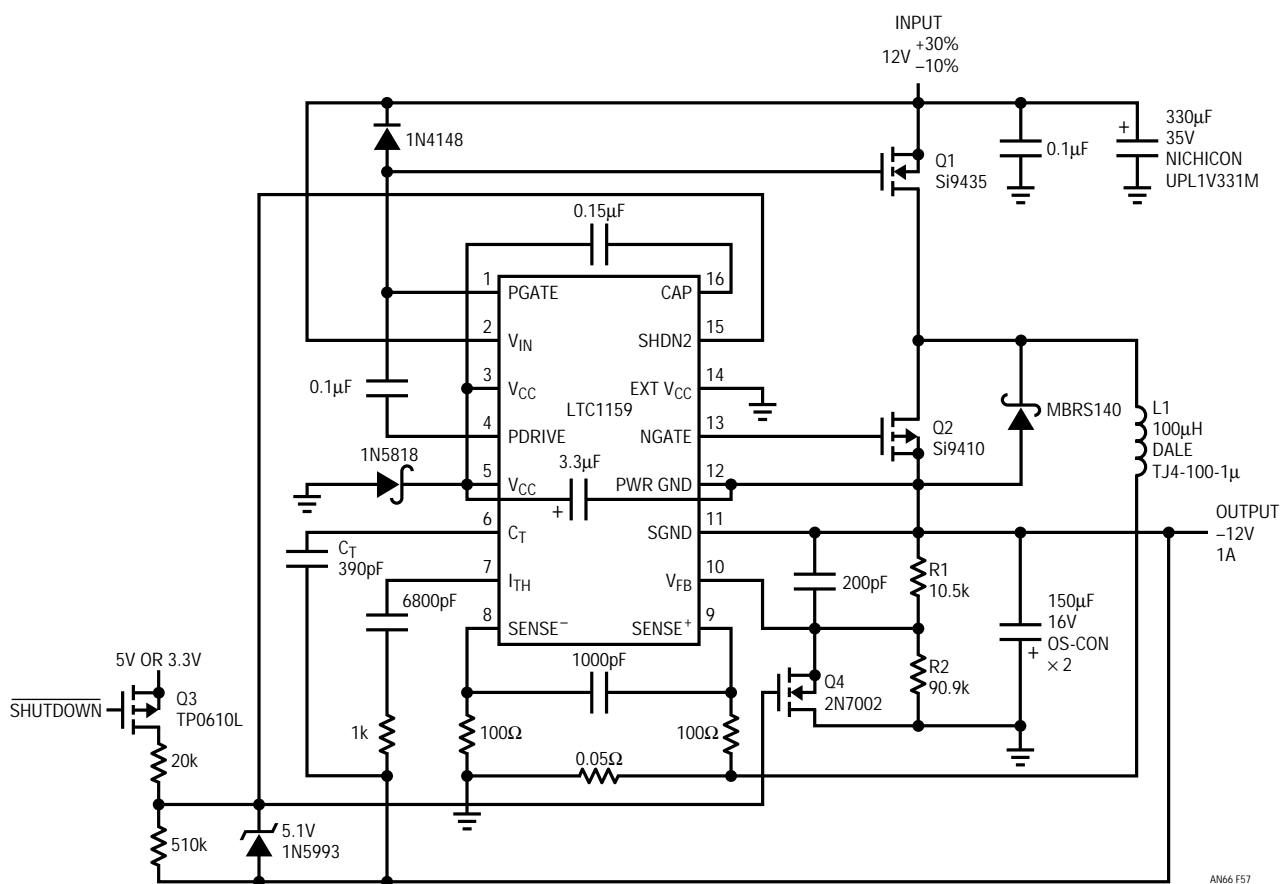 INPUT
12V +30%
–10%
1N4148
Q1
Si9435
0.1µF
+
330µF
35V
NICHICON
UPL1V331M
0.15µF
1
PGATE
CAP
16
2
VIN
SHDN2
15
3
VCC
EXT VCC
14
0.1µF
LTC1159
4
PDRIVE
NGATE
13
Q2
Si9410
MBRS140
L1
100µH
DALE
TJ4-100-1µ
1N5818
5
VCC
3.3µF
+
PWR GND
12
6
CT
SGND
11
OUTPUT
–12V
1A
CT
390pF
7
ITH
VFB
10
200pF
R1
10.5k
6800pF
8
SENSE–
SENSE+
9
150µF
16V
OS-CON
× 2
+
1000pF
5V OR 3.3V
SHUTDOWN
Q3
TP0610L
Q4
2N7002
R2
90.9k
1k
100Ω
100Ω
20k
0.05Ω
510k
5.1V
1N5993
AN66 F57